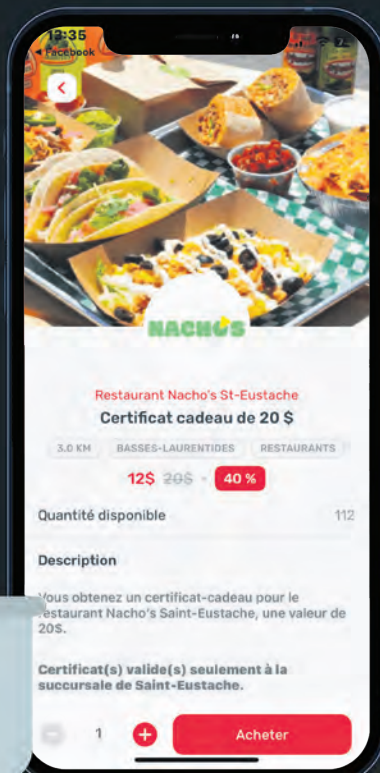 13:35
◂ Facebook
NACHO'S
Restaurant Nacho's St-Eustache
Certificat cadeau de 20 $
3.0 KM BASSES-LAURENTIDES RESTAURANTS
12$ 20$ - 40 %
Quantité disponible 112
Description
Vous obtenez un certificat-cadeau pour le
restaurant Nacho's Saint-Eustache, une valeur de
20$.
Certificat(s) valide(s) seulement à la
succursale de Saint-Eustache.
1 Acheter